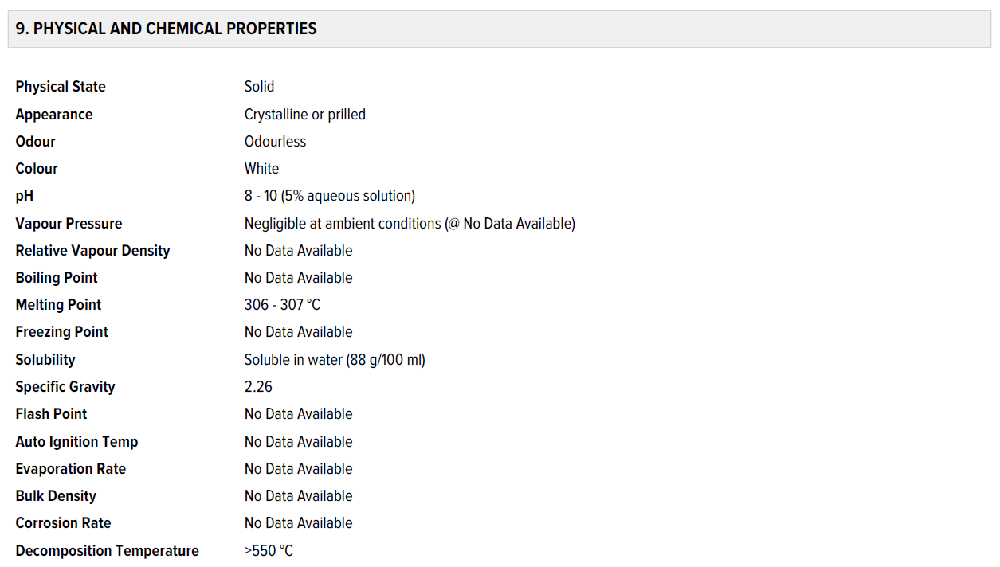 9. PHYSICAL AND CHEMICAL PROPERTIES
Physical State Solid
Appearance Crystalline or prilled
Odour Odourless
Colour White
pH 8 - 10 (5% aqueous solution)
Vapour Pressure Negligible at ambient conditions (@ No Data Available)
Relative Vapour Density No Data Available
Boiling Point No Data Available
Melting Point 306 - 307 °C
Freezing Point No Data Available
Solubility Soluble in water (88 g/100 ml)
Specific Gravity 2.26
Flash Point No Data Available
Auto Ignition Temp No Data Available
Evaporation Rate No Data Available
Bulk Density No Data Available
Corrosion Rate No Data Available
Decomposition Temperature >550 °C